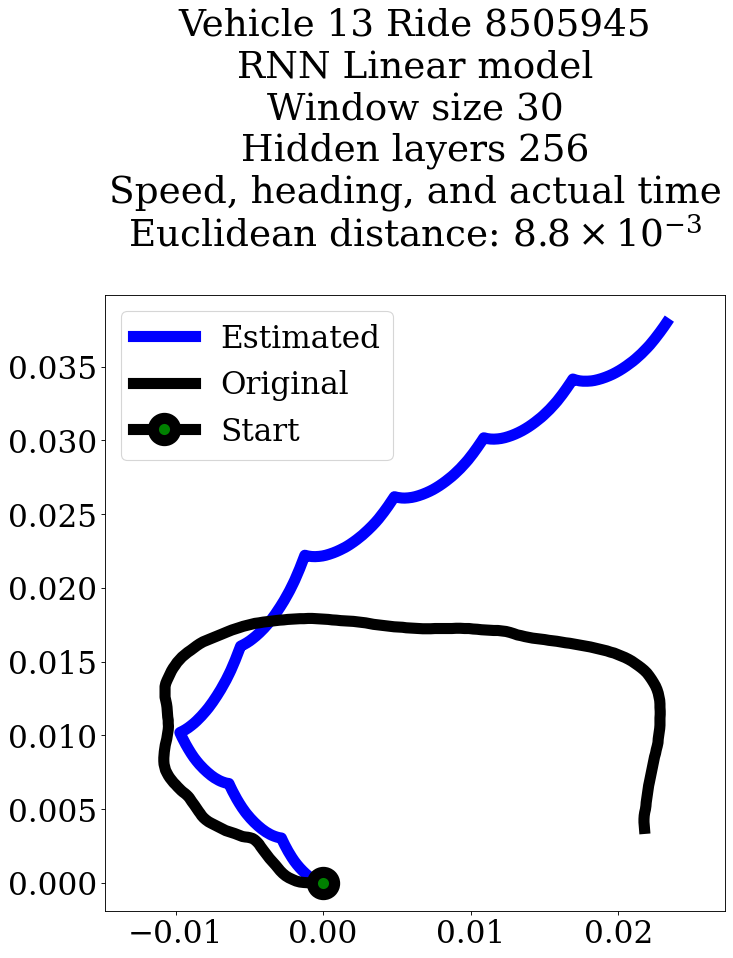 Vehicle 13 Ride 8505945
RNN Linear model
Window size 30
Hidden layers 256
Speed, heading, and actual time
Euclidean distance: 8.8 × 10⁻³
Estimated
Original
Start
0.035
0.030
0.025
0.020
0.015
0.010
0.005
0.000
−0.01 0.00 0.01 0.02